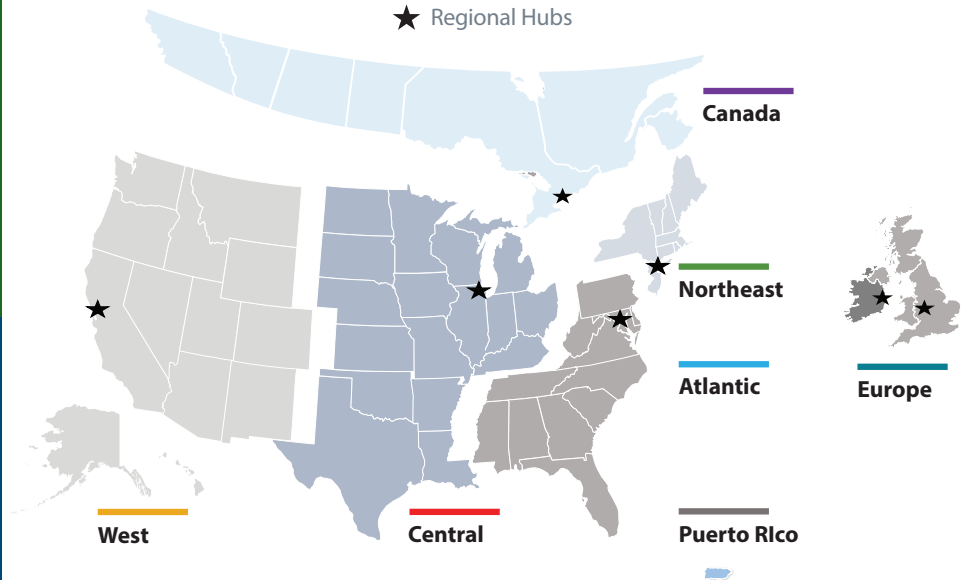 Regional Hubs
Canada
Northeast
Atlantic
Europe
West
Central
Puerto RIco